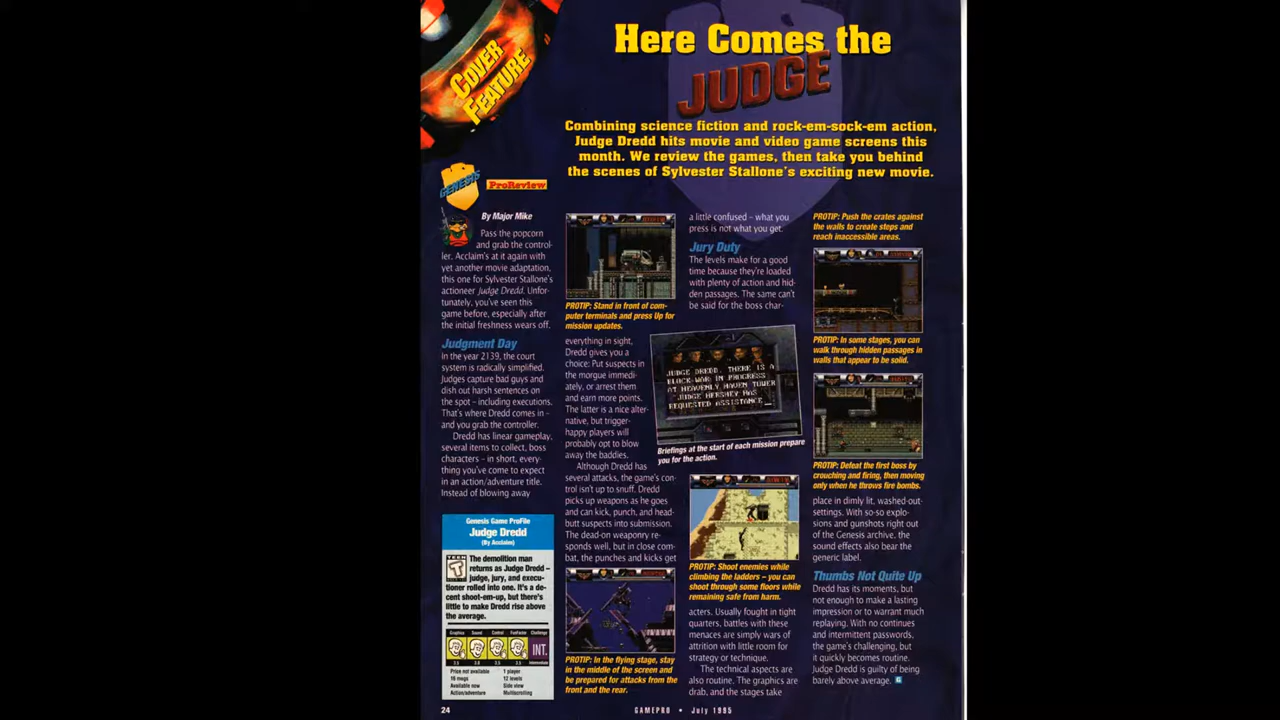 COVER
FEATURE
Here Comes the
JUDGE
Combining science fiction and rock-em-sock-em action,
Judge Dredd hits movie and video game screens this
month. We review the games, then take you behind
the scenes of Sylvester Stallone's exciting new movie.
GENESIS
ProReview
By Major Mike
Pass the popcorn
and grab the control-
ler. Acclaim's at it again with
yet another movie adaptation,
this one for Sylvester Stallone's
actioneer Judge Dredd. Unfor-
tunately, you've seen this
game before, especially after
the initial freshness wears off.
Judgment Day
In the year 2139, the court
system is radically simplified.
Judges capture bad guys and
dish out harsh sentences on
the spot – including executions.
That's where Dredd comes in –
and you grab the controller.
Dredd has linear gameplay,
several items to collect, boss
characters – in short, every-
thing you've come to expect
in an action/adventure title.
Instead of blowing away
Genesis Game ProFile
Judge Dredd
(By Acclaim)
TEEN
T
The demolition man
returns as Judge Dredd –
judge, jury, and execu-
tioner rolled into one. It's a de-
cent shoot-em-up, but there's
little to make Dredd rise above
the average.
Graphics Sound Control FunFactor Challenge
INT.
Price not available
16 megs
Available now
Action/adventure
1 player
12 levels
Side view
Multiscrolling
PROTIP: Stand in front of com-
puter terminals and press Up for
mission updates.
everything in sight,
Dredd gives you a
choice: Put suspects in
the morgue immedi-
ately, or arrest them
and earn more points.
The latter is a nice alter-
native, but trigger-
happy players will
probably opt to blow
away the baddies.
Although Dredd has
several attacks, the game's con-
trol isn't up to snuff. Dredd
picks up weapons as he goes
and can kick, punch, and head-
butt suspects into submission.
The dead-on weaponry re-
sponds well, but in close com-
bat, the punches and kicks get
PROTIP: In the flying stage, stay
in the middle of the screen and
be prepared for attacks from the
front and the rear.
a little confused – what you
press is not what you get.
Jury Duty
The levels make for a good
time because they're loaded
with plenty of action and hid-
den passages. The same can't
be said for the boss char-
JUDGE DREDD. THERE IS A
BLOCK WAR IN PROGRESS
AT HEAVENLY HAVEN TOWER
JUDGE HERSHEY HAS
REQUESTED ASSISTANCE
Briefings at the start of each mission prepare
you for the action.
PROTIP: Shoot enemies while
climbing the ladders – you can
shoot through some floors while
remaining safe from harm.
acters. Usually fought in tight
quarters, battles with these
menaces are simply wars of
attrition with little room for
strategy or technique.
The technical aspects are
also routine. The graphics are
drab, and the stages take
PROTIP: Push the crates against
the walls to create steps and
reach inaccessible areas.
PROTIP: In some stages, you can
walk through hidden passages in
walls that appear to be solid.
PROTIP: Defeat the first boss by
crouching and firing, then moving
only when he throws fire bombs.
place in dimly lit, washed-out
settings. With so-so explo-
sions and gunshots right out
of the Genesis archive, the
sound effects also bear the
generic label.
Thumbs Not Quite Up
Dredd has its moments, but
not enough to make a lasting
impression or to warrant much
replaying. With no continues
and intermittent passwords,
the game's challenging, but
it quickly becomes routine.
Judge Dredd is guilty of being
barely above average. G
24
GAMEPRO • July 1995